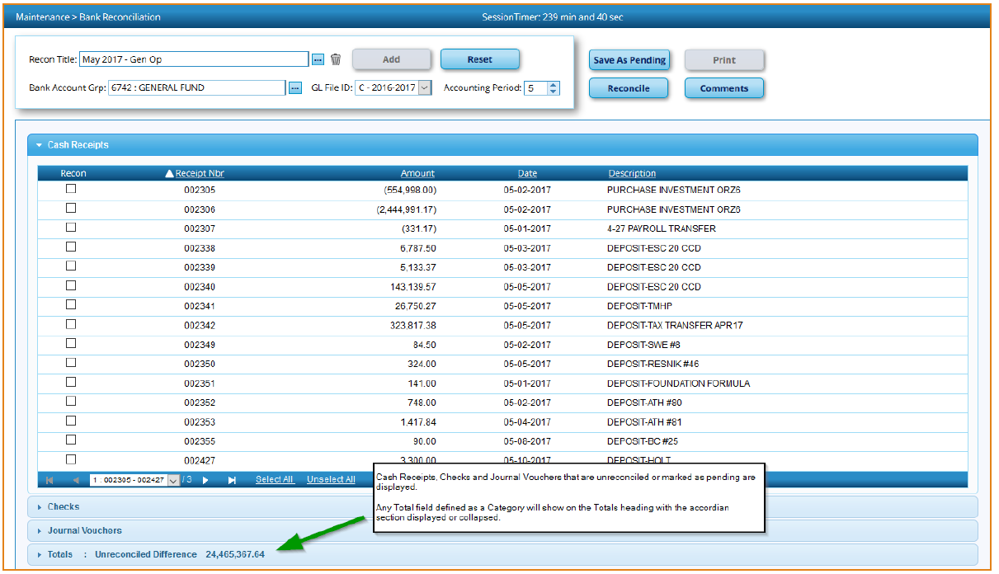 Maintenance > Bank Reconciliation SessionTimer: 239 min and 40 sec
Recon Title: May 2017 - Gen Op ... Add Reset Save As Pending Print
Bank Account Grp: 6742 : GENERAL FUND ... GL File ID: C - 2016-2017 Accounting Period: 5 Reconcile Comments
Cash Receipts
Recon Receipt Nbr Amount Date Description
002305 (554,998.00) 05-02-2017 PURCHASE INVESTMENT ORZ6
002306 (2,444,991.17) 05-02-2017 PURCHASE INVESTMENT ORZ6
002307 (331.17) 05-01-2017 4-27 PAYROLL TRANSFER
002338 6,787.50 05-03-2017 DEPOSIT-ESC 20 CCD
002339 5,133.37 05-03-2017 DEPOSIT-ESC 20 CCD
002340 143,139.57 05-05-2017 DEPOSIT-ESC 20 CCD
002341 26,750.27 05-05-2017 DEPOSIT-TMHP
002342 323,817.38 05-05-2017 DEPOSIT-TAX TRANSFER APR17
002349 84.50 05-02-2017 DEPOSIT-SWE #8
002350 324.00 05-05-2017 DEPOSIT-RESNIK #46
002351 141.00 05-01-2017 DEPOSIT-FOUNDATION FORMULA
002352 748.00 05-02-2017 DEPOSIT-ATH #80
002353 1,417.84 05-04-2017 DEPOSIT-ATH #81
002355 90.00 05-08-2017 DEPOSIT-BC #25
002427 3,300.00 05-10-2017 DEPOSIT-HOLT
1 : 002305 - 002427 / 3 Select All Unselect All
Cash Receipts, Checks and Journal Vouchers that are unreconciled or marked as pending are
displayed.
Any Total field defined as a Category will show on the Totals heading with the accordian
section displayed or collapsed.
Checks
Journal Vouchers
Totals : Unreconciled Difference 24,465,367.64